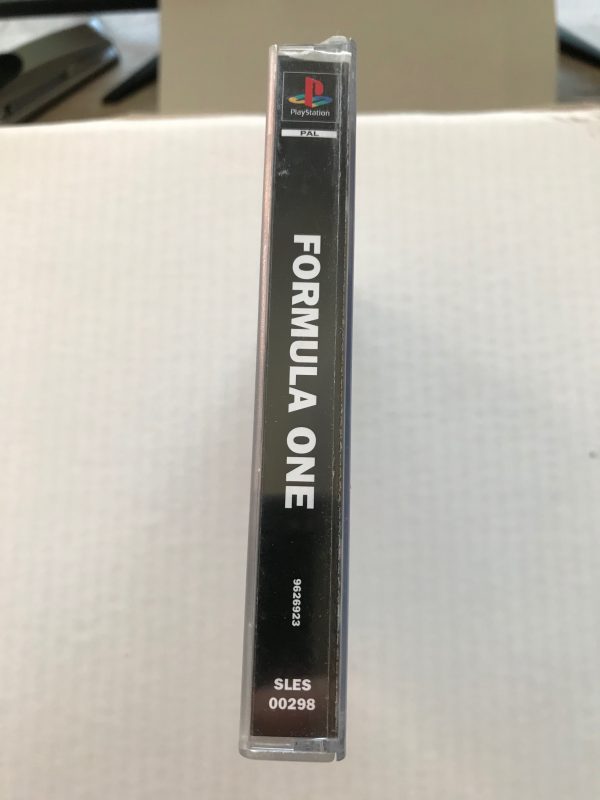 PlayStation
PAL
FORMULA ONE
9626923
SLES
00298